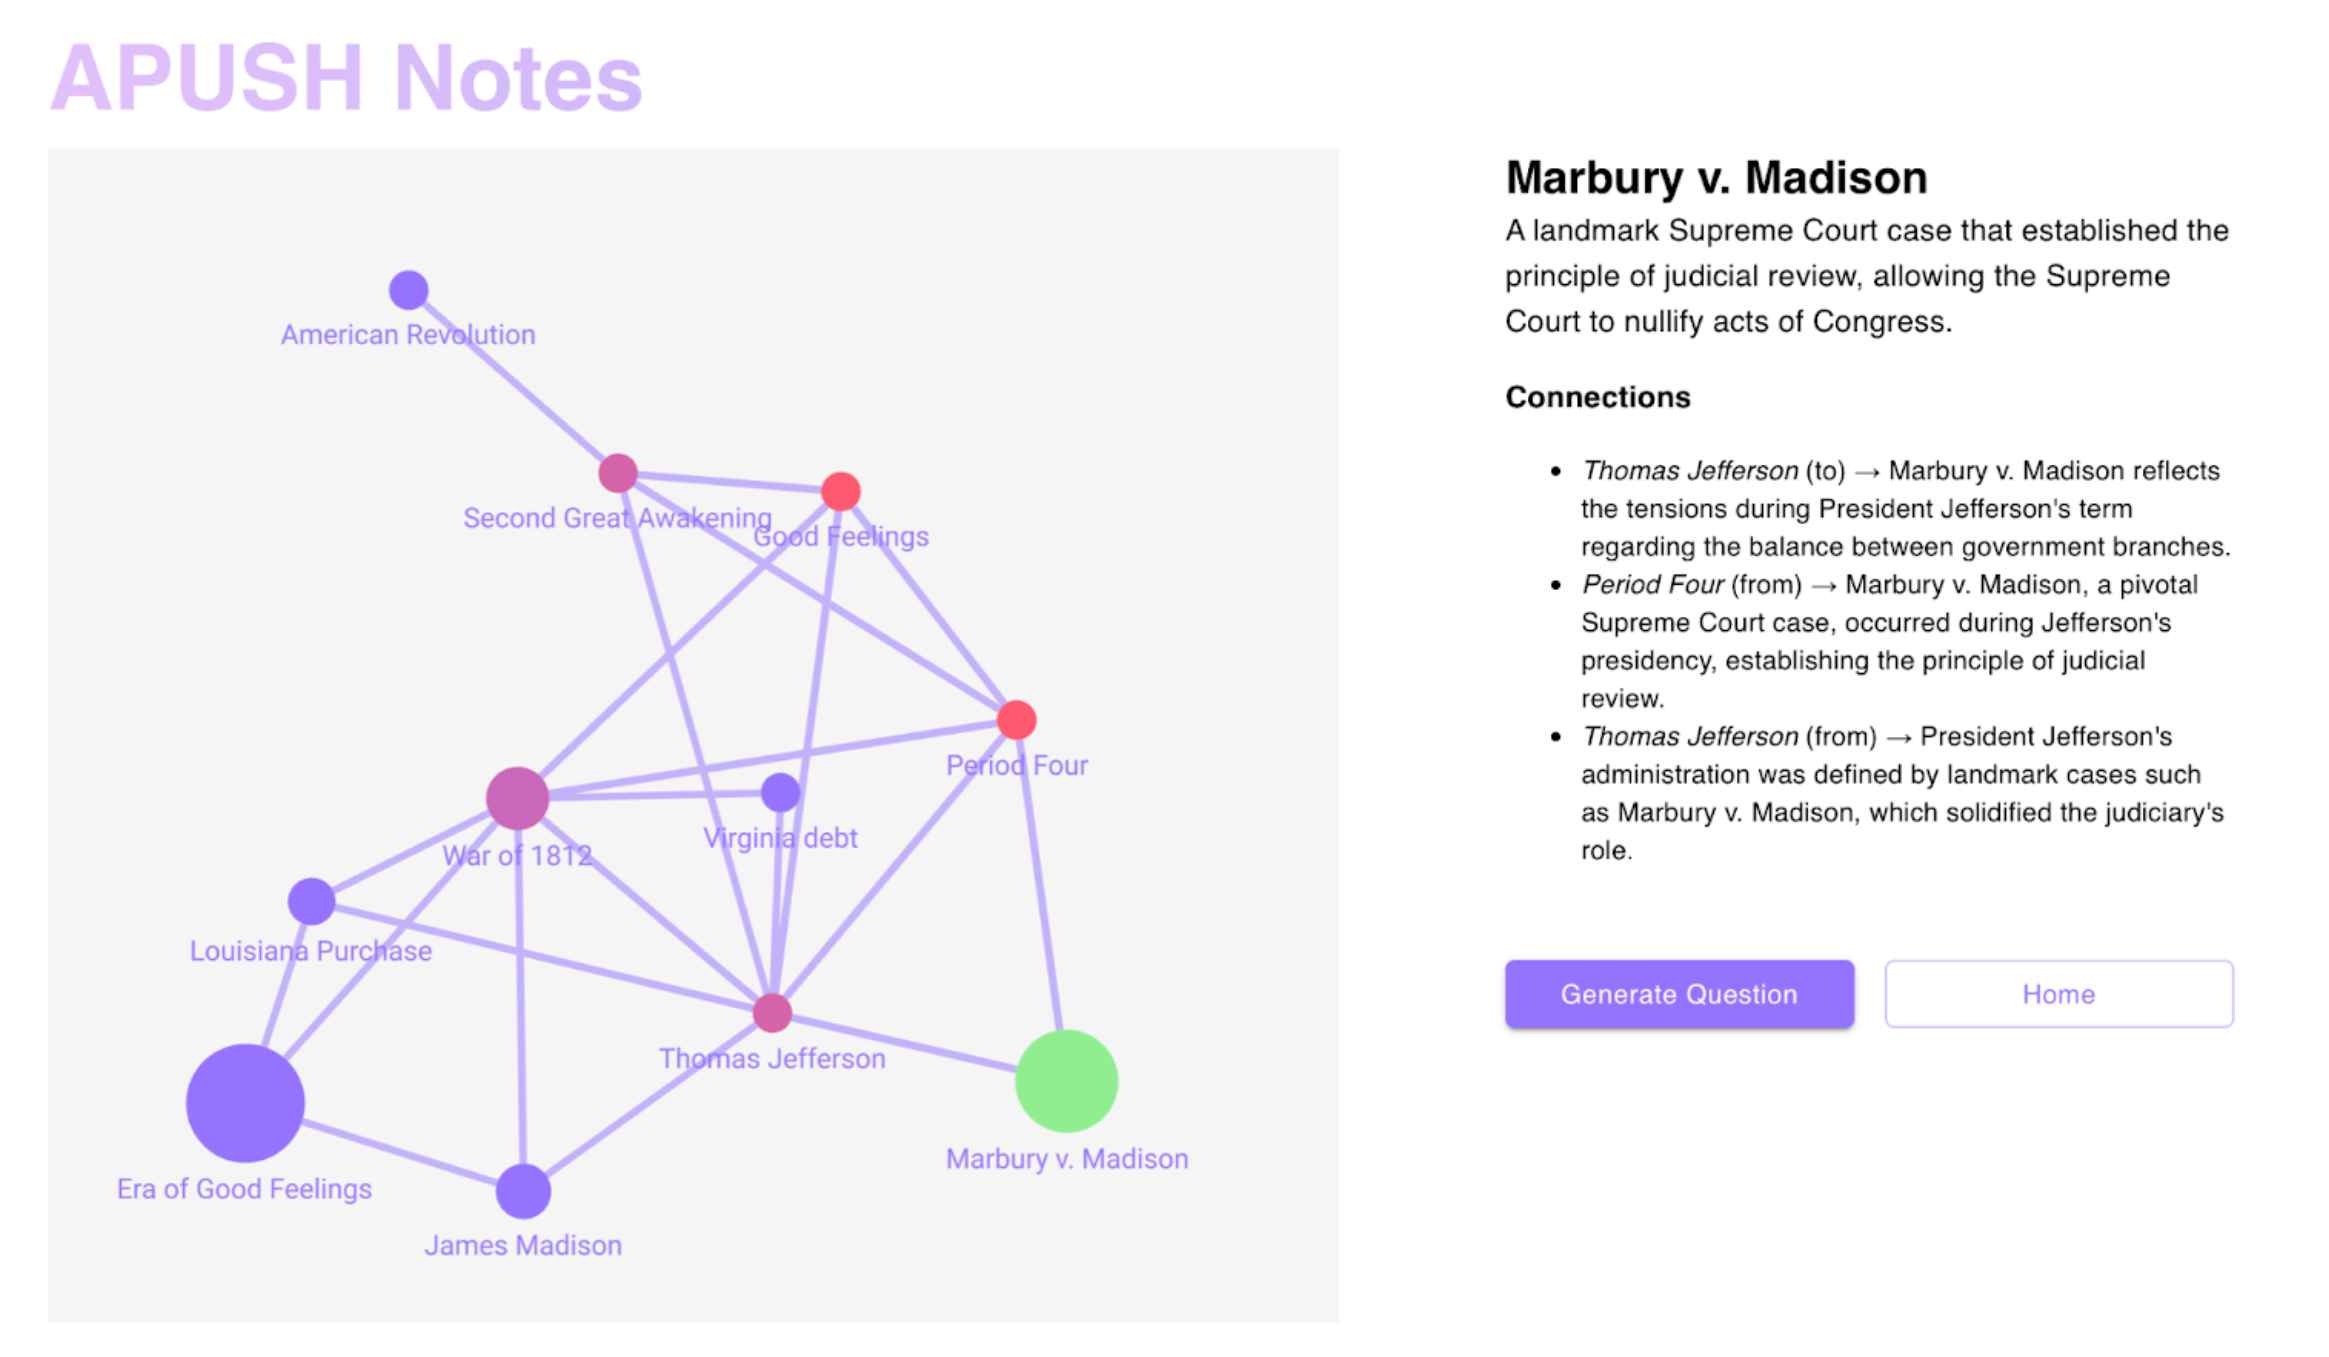 APUSH Notes
American Revolution
Second Great Awakening
Good Feelings
Period Four
Virginia debt
War of 1812
Louisiana Purchase
Thomas Jefferson
Marbury v. Madison
Era of Good Feelings
James Madison
Marbury v. Madison
A landmark Supreme Court case that established the
principle of judicial review, allowing the Supreme
Court to nullify acts of Congress.
Connections
• Thomas Jefferson (to) → Marbury v. Madison reflects
the tensions during President Jefferson's term
regarding the balance between government branches.
• Period Four (from) → Marbury v. Madison, a pivotal
Supreme Court case, occurred during Jefferson's
presidency, establishing the principle of judicial
review.
• Thomas Jefferson (from) → President Jefferson's
administration was defined by landmark cases such
as Marbury v. Madison, which solidified the judiciary's
role.
Generate Question
Home